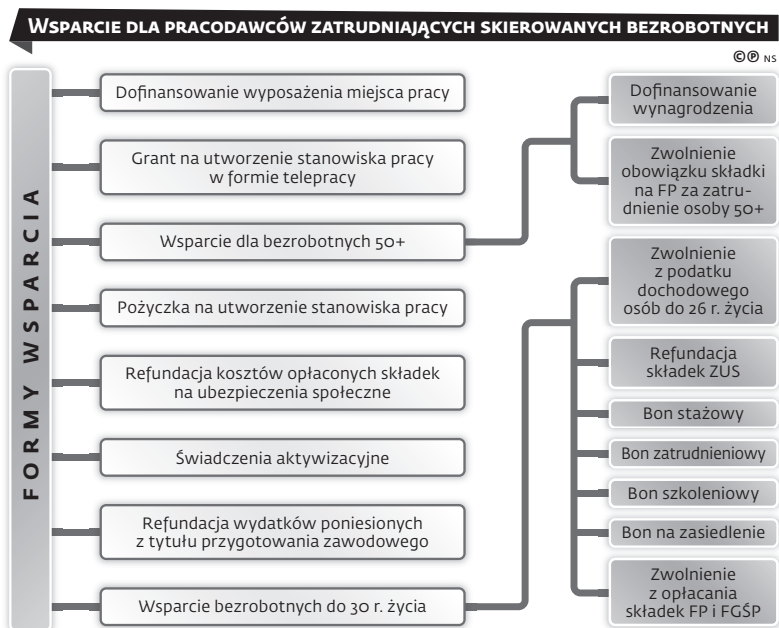 WSPARCIE DLA PRACODAWCÓW ZATRUDNIAJĄCYCH SKIEROWANYCH BEZROBOTNYCH
©℗ NS
FORMY WSPARCIA
Dofinansowanie wyposażenia miejsca pracy
Grant na utworzenie stanowiska pracy
w formie telepracy
Wsparcie dla bezrobotnych 50+
Pożyczka na utworzenie stanowiska pracy
Refundacja kosztów opłaconych składek
na ubezpieczenia społeczne
Świadczenia aktywizacyjne
Refundacja wydatków poniesionych
z tytułu przygotowania zawodowego
Wsparcie bezrobotnych do 30 r. życia
Dofinansowanie
wynagrodzenia
Zwolnienie
obowiązku składki
na FP za zatru-
dnienie osoby 50+
Zwolnienie
z podatku
dochodowego
osób do 26 r. życia
Refundacja
składek ZUS
Bon stażowy
Bon zatrudnieniowy
Bon szkoleniowy
Bon na zasiedlenie
Zwolnienie
z opłacania
składek FP i FGŚP